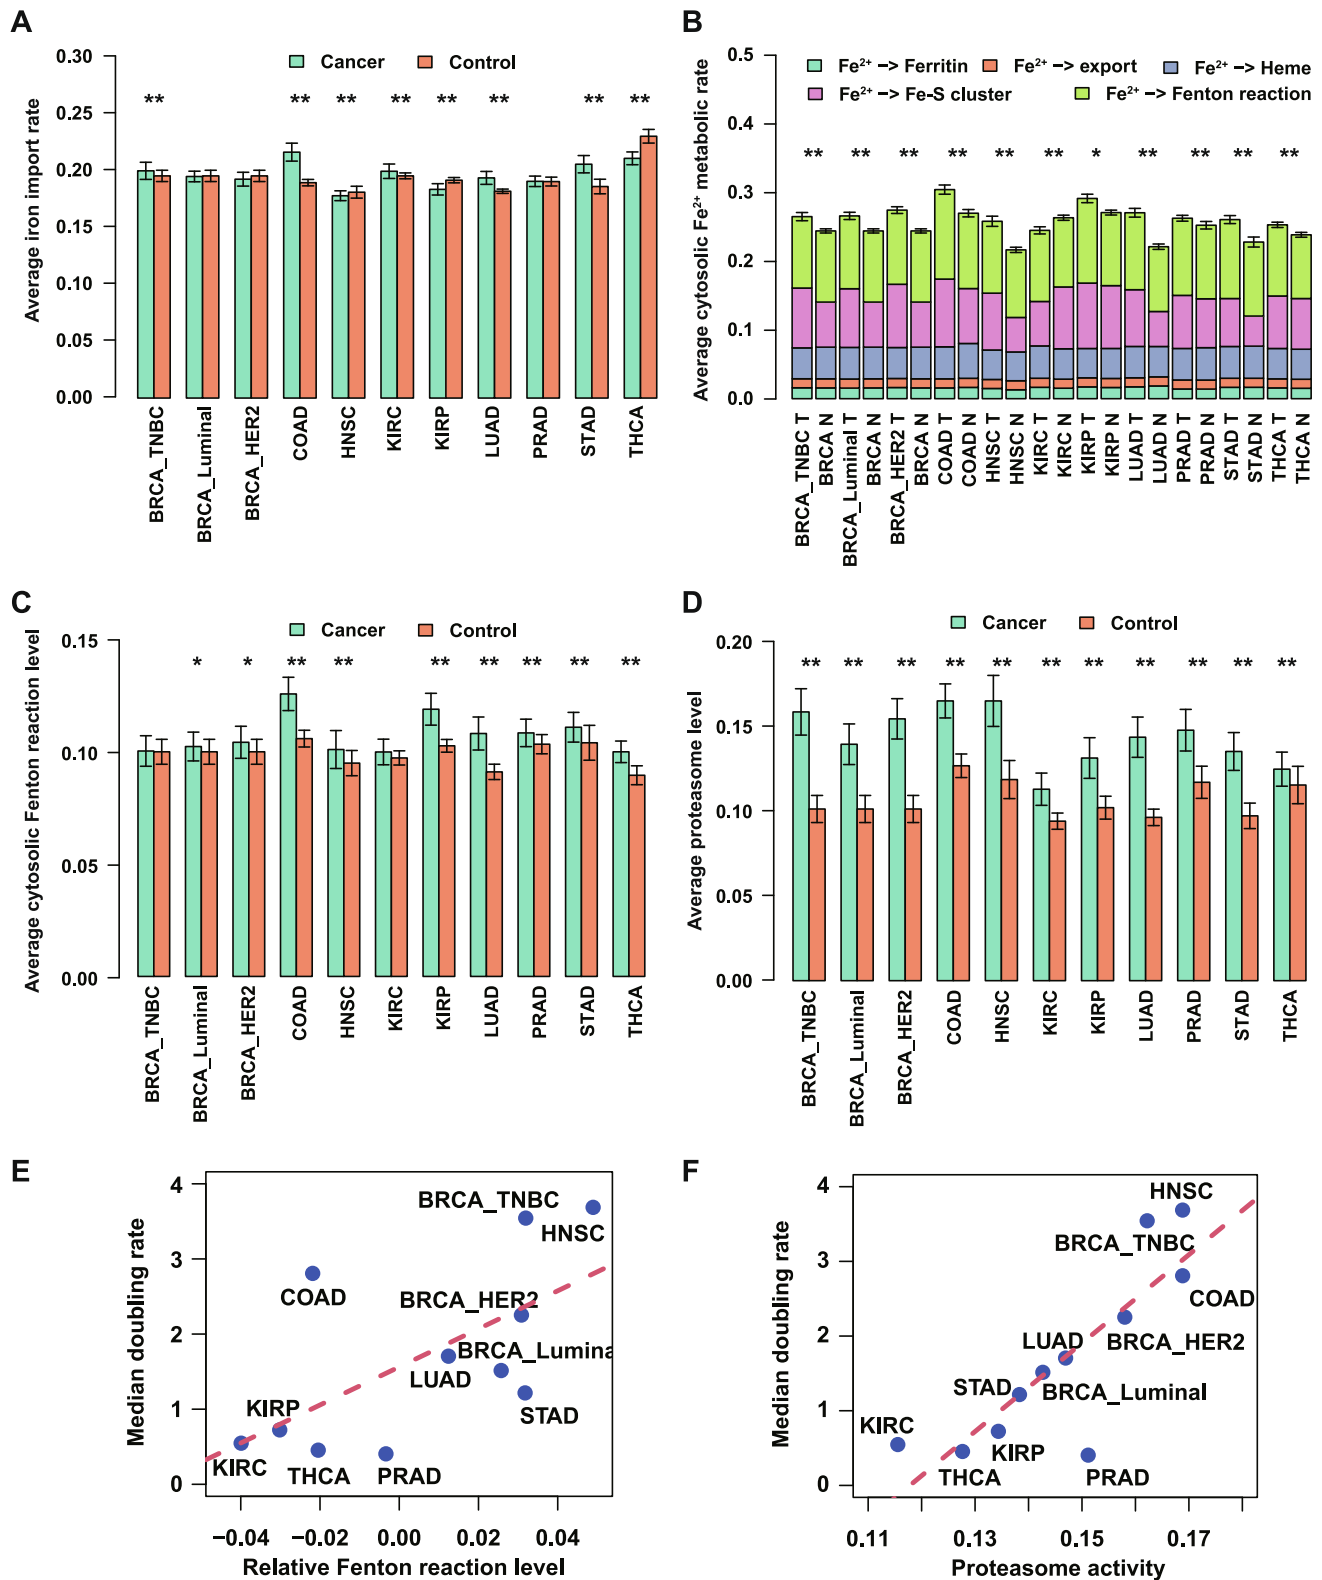 A
Cancer
Control
Average iron import rate
0.30
0.25
0.20
0.15
0.10
0.05
0.00
** ** ** ** ** ** ** **
BRCA_TNBC
BRCA_Luminal
BRCA_HER2
COAD
HNSC
KIRC
KIRP
LUAD
PRAD
STAD
THCA
B
Fe²⁺ −> Ferritin
Fe²⁺ −> export
Fe²⁺ −> Heme
Fe²⁺ −> Fe-S cluster
Fe²⁺ −> Fenton reaction
Average cytosolic Fe²⁺ metabolic rate
0.5
0.4
0.3
0.2
0.1
0.0
** ** ** ** ** ** * ** ** ** **
BRCA_TNBC T
BRCA N
BRCA_Luminal T
BRCA N
BRCA_HER2 T
BRCA N
COAD T
COAD N
HNSC T
HNSC N
KIRC T
KIRC N
KIRP T
KIRP N
LUAD T
LUAD N
PRAD T
PRAD N
STAD T
STAD N
THCA T
THCA N
C
Cancer
Control
Average cytosolic Fenton reaction level
0.15
0.10
0.05
0.00
* * ** ** ** ** ** ** **
BRCA_TNBC
BRCA_Luminal
BRCA_HER2
COAD
HNSC
KIRC
KIRP
LUAD
PRAD
STAD
THCA
D
Cancer
Control
Average proteasome level
0.20
0.15
0.10
0.05
0.00
** ** ** ** ** ** ** ** ** ** **
BRCA_TNBC
BRCA_Luminal
BRCA_HER2
COAD
HNSC
KIRC
KIRP
LUAD
PRAD
STAD
THCA
E
Median doubling rate
4
3
2
1
0
BRCA_TNBC
HNSC
COAD
BRCA_HER2
BRCA_Lumina
LUAD
STAD
KIRP
KIRC
THCA
PRAD
−0.04
−0.02
0.00
0.02
0.04
Relative Fenton reaction level
F
Median doubling rate
4
3
2
1
0
HNSC
BRCA_TNBC
COAD
LUAD
BRCA_HER2
STAD
BRCA_Luminal
KIRC
KIRP
THCA
PRAD
0.11
0.13
0.15
0.17
Proteasome activity